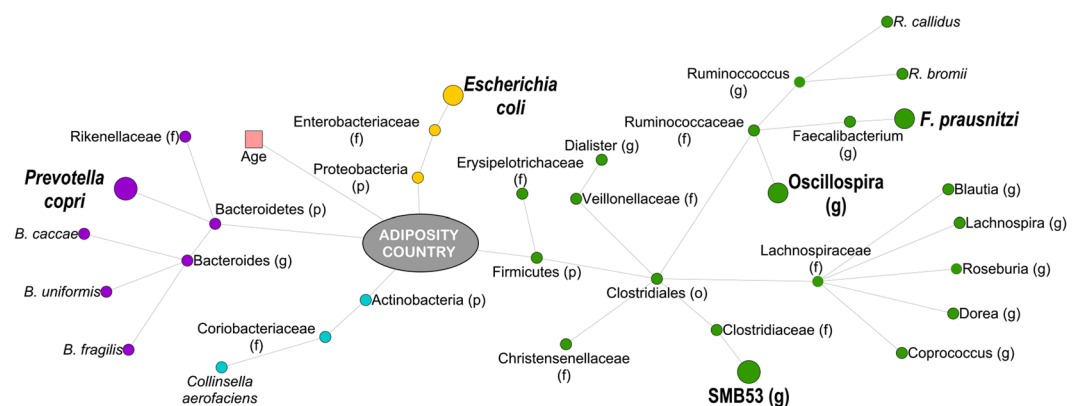 R. callidus
Ruminoccoccus
(g)
R. bromii
Escherichia
coli
Enterobacteriaceae
(f)
Ruminoccaceae
(f)
F. prausnitzi
Faecalibacterium
(g)
Rikenellaceae (f)
Age
Proteobacteria
(p)
Erysipelotrichaceae
(f)
Dialister (g)
Prevotella
copri
Oscillospira
(g)
Blautia (g)
Veillonellaceae (f)
Bacteroidetes (p)
Lachnospira (g)
B. caccae
ADIPOSITY
COUNTRY
Bacteroides (g)
Firmicutes (p)
Lachnospiraceae
(f)
Roseburia (g)
B. uniformis
Clostridiales (o)
Actinobacteria (p)
Dorea (g)
Coriobacteriaceae
(f)
Clostridiaceae (f)
B. fragilis
Christensenellaceae
(f)
Coprococcus (g)
Collinsella
aerofaciens
SMB53 (g)